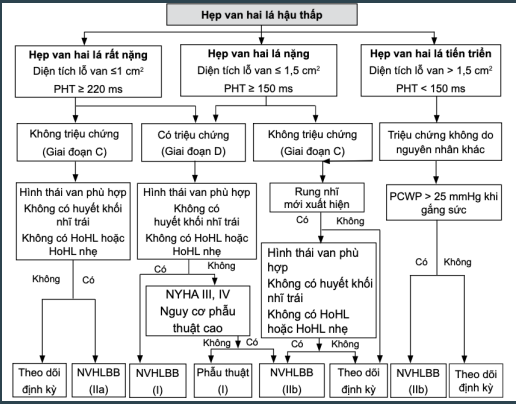 Hẹp van hai lá hậu thấp
Hẹp van hai lá rất nặng
Diện tích lỗ van ≤1 cm²
PHT ≥ 220 ms
Hẹp van hai lá nặng
Diện tích lỗ van ≤ 1,5 cm²
PHT ≥ 150 ms
Hẹp van hai lá tiến triển
Diện tích lỗ van > 1,5 cm²
PHT < 150 ms
Không triệu chứng
(Giai đoạn C)
Có triệu chứng
(Giai đoạn D)
Không triệu chứng
(Giai đoạn C)
Triệu chứng không do
nguyên nhân khác
Hình thái van phù hợp
Không có huyết khối
nhĩ trái
Không có HoHL hoặc
HoHL nhẹ
Hình thái van phù hợp
Không có
huyết khối nhĩ trái
Không có HoHL hoặc
HoHL nhẹ
Rung nhĩ
mới xuất hiện
PCWP > 25 mmHg khi
gắng sức
Có
Không
Hình thái van phù
hợp
Không có huyết khối
nhĩ trái
Không có HoHL
hoặc HoHL nhẹ
Không
Có
Có
Không
Không
Có
NYHA III, IV
Nguy cơ phẫu
thuật cao
Không
Có
Có
Không
Theo dõi
định kỳ
NVHLBB
(IIa)
NVHLBB
(I)
Phẫu thuật
(I)
NVHLBB
(IIb)
Theo dõi
định kỳ
NVHLBB
(IIb)
Theo dõi
định kỳ